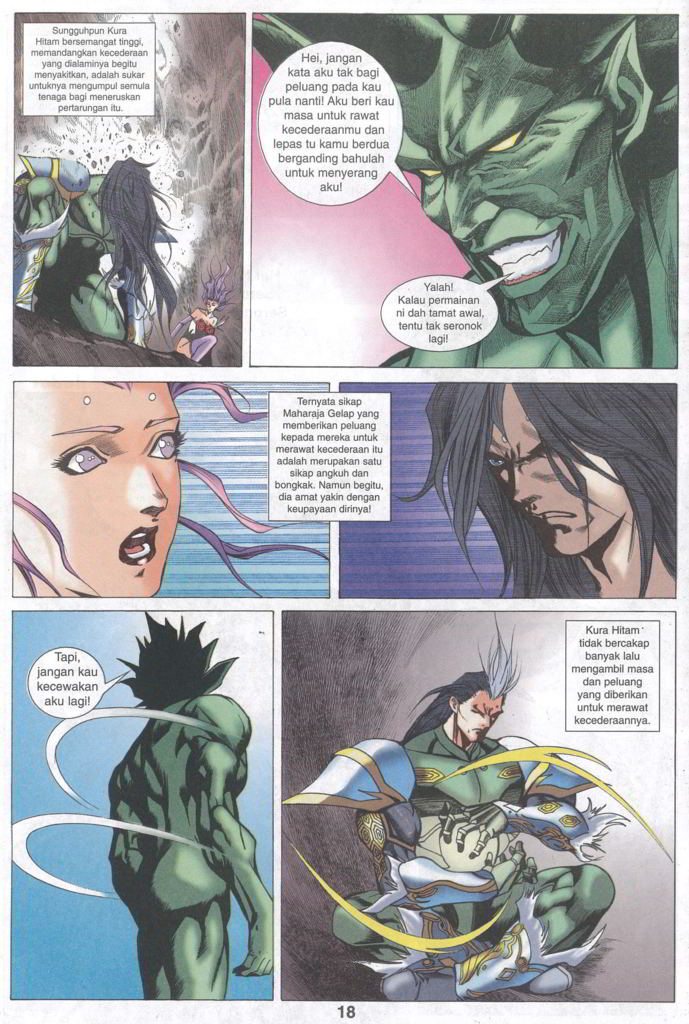 Sungguhpun Kura
Hitam bersemangat tinggi,
memandangkan kecederaan
yang dialaminya begitu
menyakitkan, adalah sukar
untuknya mengumpul semula
tenaga bagi meneruskan
pertarungan itu.
Hei, jangan
kata aku tak bagi
peluang pada kau
pula nanti! Aku beri kau
masa untuk rawat
kecederaanmu dan
lepas tu kamu berdua
berganding bahulah
untuk menyerang
aku!
Yalah!
Kalau permainan
ni dah tamat awal,
tentu tak seronok
lagi!
Ternyata sikap
Maharaja Gelap yang
memberikan peluang
kepada mereka untuk
merawat kecederaan itu
adalah merupakan satu
sikap angkuh dan
bongkak. Namun begitu,
dia amat yakin dengan
keupayaan dirinya!
Tapi,
jangan kau
kecewakan
aku lagi!
Kura Hitam
tidak bercakap
banyak lalu
mengambil masa
dan peluang
yang diberikan
untuk merawat
kecederaannya.
18